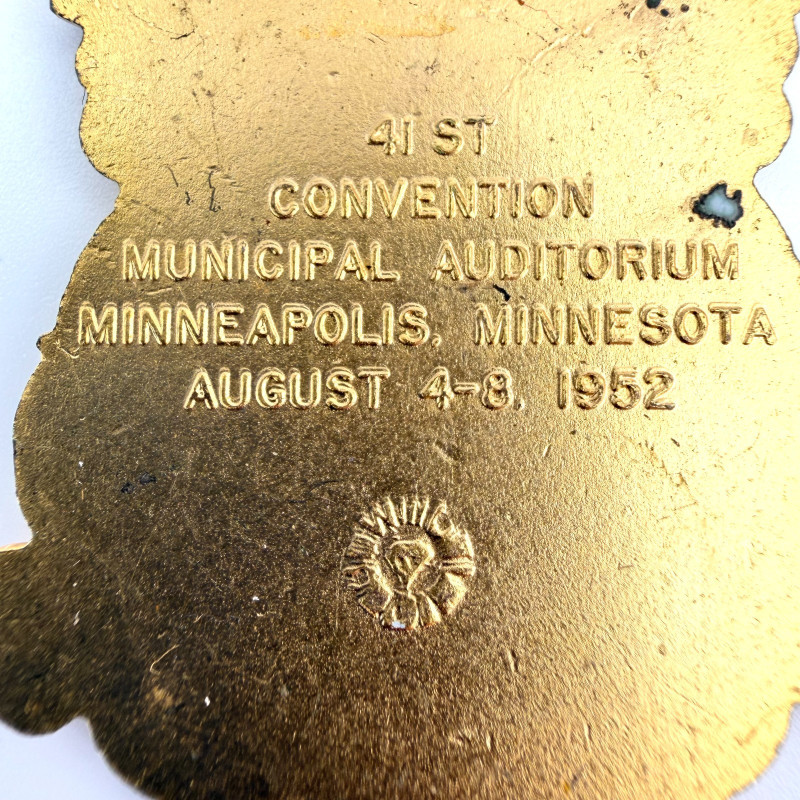 41 ST
CONVENTION
MUNICIPAL AUDITORIUM
MINNEAPOLIS, MINNESOTA
AUGUST 4-8, 1952